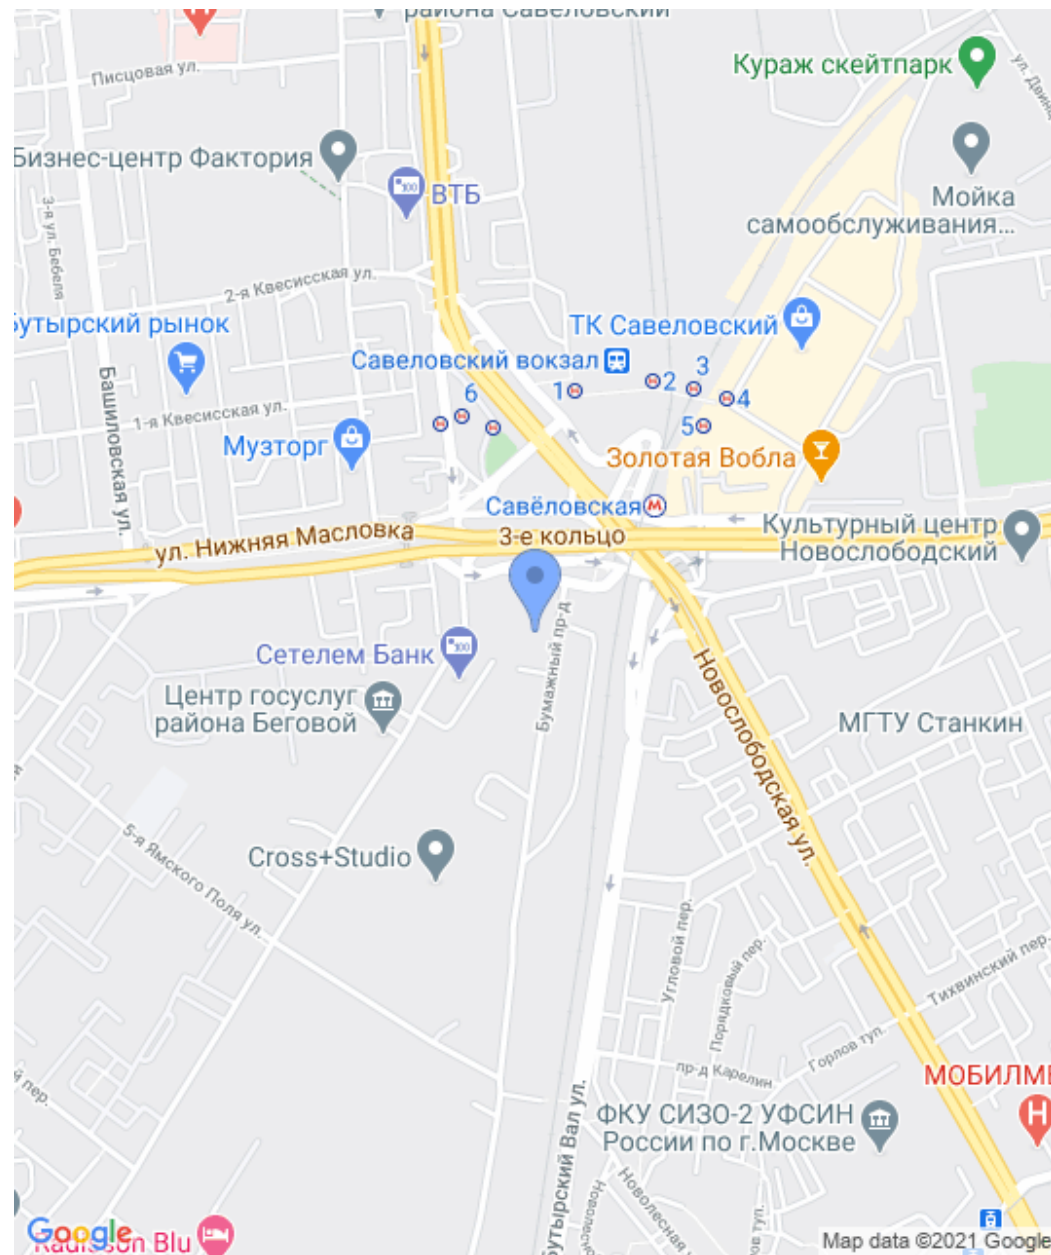 района Савеловский
Кураж скейтпарк
Писцовая ул.
Бизнес-центр Фактория
ВТБ
3-я ул. Бебеля
Мойка
самообслуживания...
2-я Квесисская ул.
Бутырский рынок
ТК Савеловский
Савеловский вокзал
1
2
3
4
5
6
Башиловская ул.
1-я Квесисская ул.
Музторг
Золотая Вобла
Савёловская
ул. Нижняя Масловка
3-е кольцо
Культурный центр
Новослободский
Сетелем Банк
Бумажный пр-д
Центр госуслуг
района Беговой
Новослободская ул.
МГТУ Станкин
Cross+Studio
5-я Ямского Поля ул.
Угловой пер.
Порядковый пер.
Тихвинский пер.
Горлов туп.
пр-д Карелин
МОБИЛМЕ
ФКУ СИЗО-2 УФСИН
России по г.Москве
Бутырский Вал ул.
Новолесная ул.
пер.
Google
Radisson Blu
Map data ©2021 Google